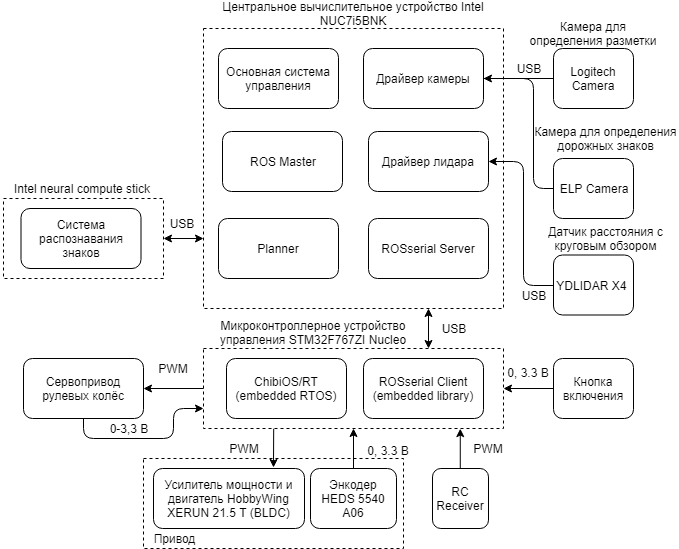 Центральное вычислительное устройство Intel
NUC7i5BNK
Камера для
определения разметки
Основная система
управления
Драйвер камеры
USB
Logitech
Camera
Камера для определения
дорожных знаков
ROS Master
Драйвер лидара
ELP Camera
Intel neural compute stick
Система
распознавания
знаков
USB
Planner
ROSserial Server
Датчик расстояния с
круговым обзором
YDLIDAR X4
USB
Микроконтроллерное устройство
управления STM32F767ZI Nucleo
USB
Сервопривод
рулевых колёс
PWM
0-3,3 В
ChibiOS/RT
(embedded RTOS)
ROSserial Client
(embedded library)
0, 3.3 В
Кнопка
включения
PWM
0, 3.3 В
PWM
Усилитель мощности и
двигатель HobbyWing
XERUN 21.5 T (BLDC)
Энкодер
HEDS 5540
A06
RC
Receiver
Привод